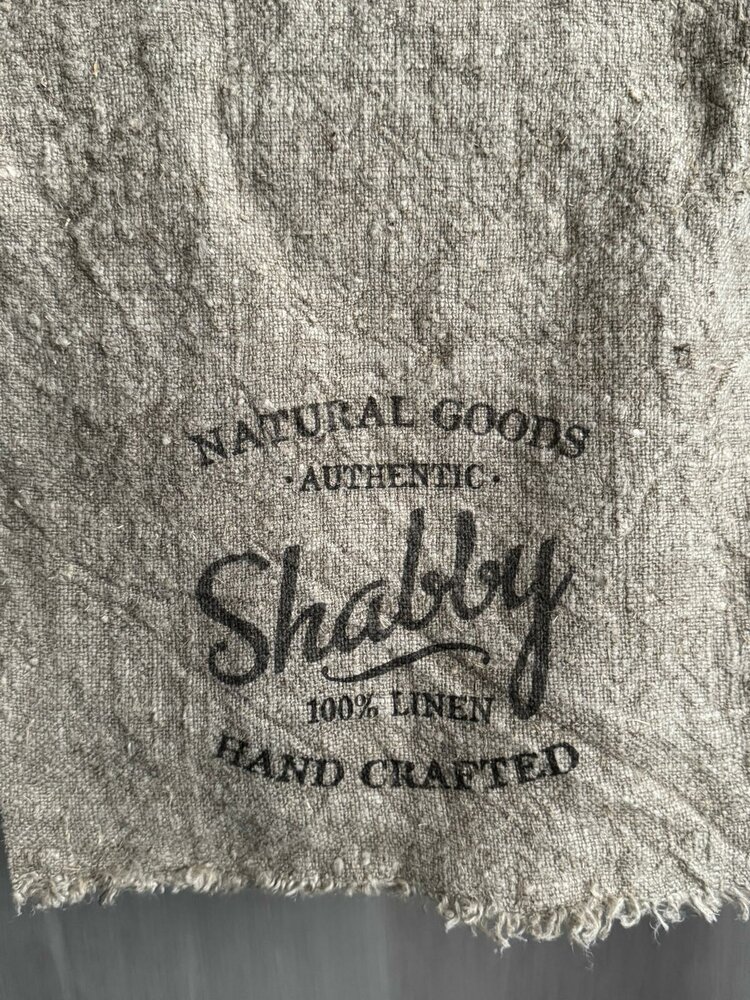 NATURAL GOODS
·AUTHENTIC·
Shabby
100% LINEN
HAND CRAFTED